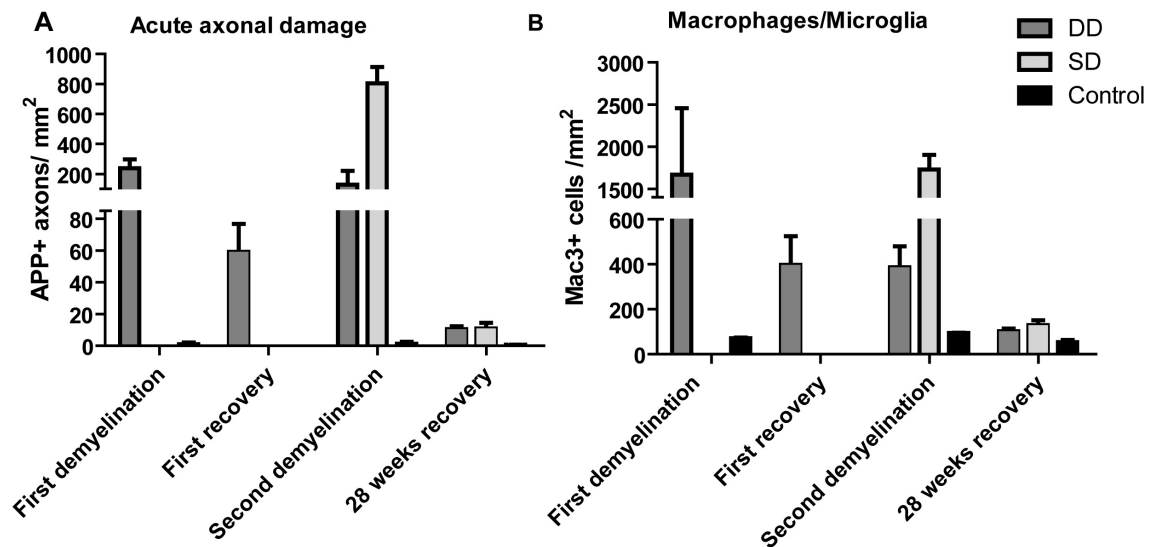 A
Acute axonal damage
APP+ axons/ mm²
1000
800
600
400
200
80
60
40
20
0
First demyelination
First recovery
Second demyelination
28 weeks recovery
B
Macrophages/Microglia
Mac3+ cells /mm²
3000
2500
2000
1500
600
400
200
0
First demyelination
First recovery
Second demyelination
28 weeks recovery
DD
SD
Control